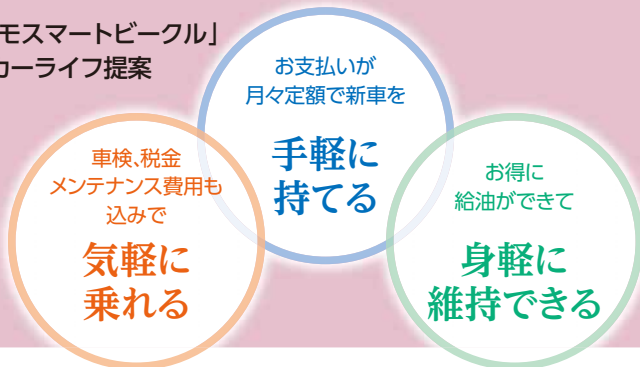 モスマートビークル」
カーライフ提案
お支払いが
月々定額で新車を
手軽に
持てる
車検、税金
メンテナンス費用も
込みで
気軽に
乗れる
お得に
給油ができて
身軽に
維持できる